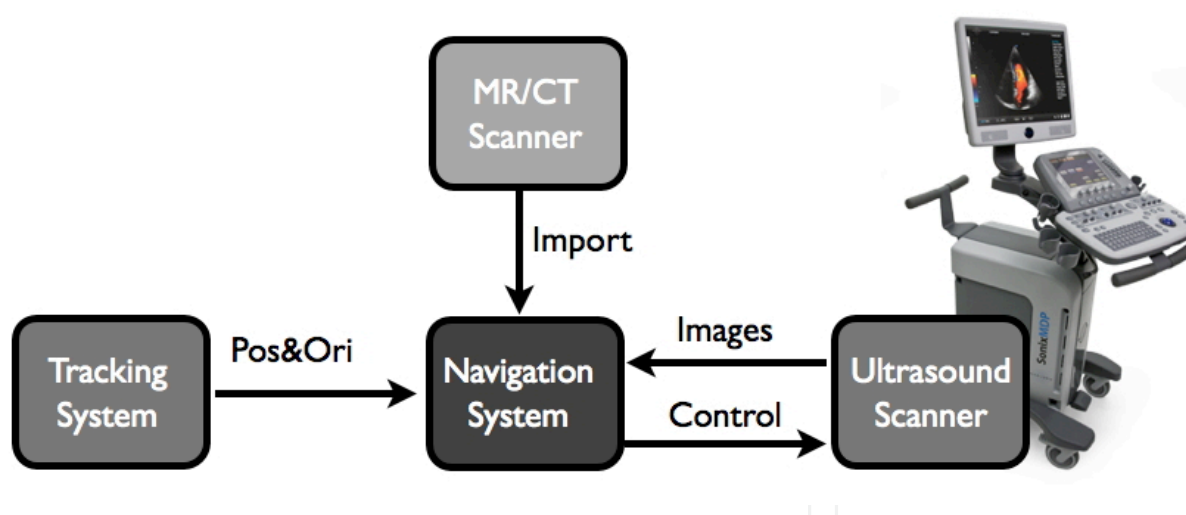 MR/CT
Scanner
Import
Tracking
System
Pos&Ori
Navigation
System
Images
Control
Ultrasound
Scanner
SonixMDP